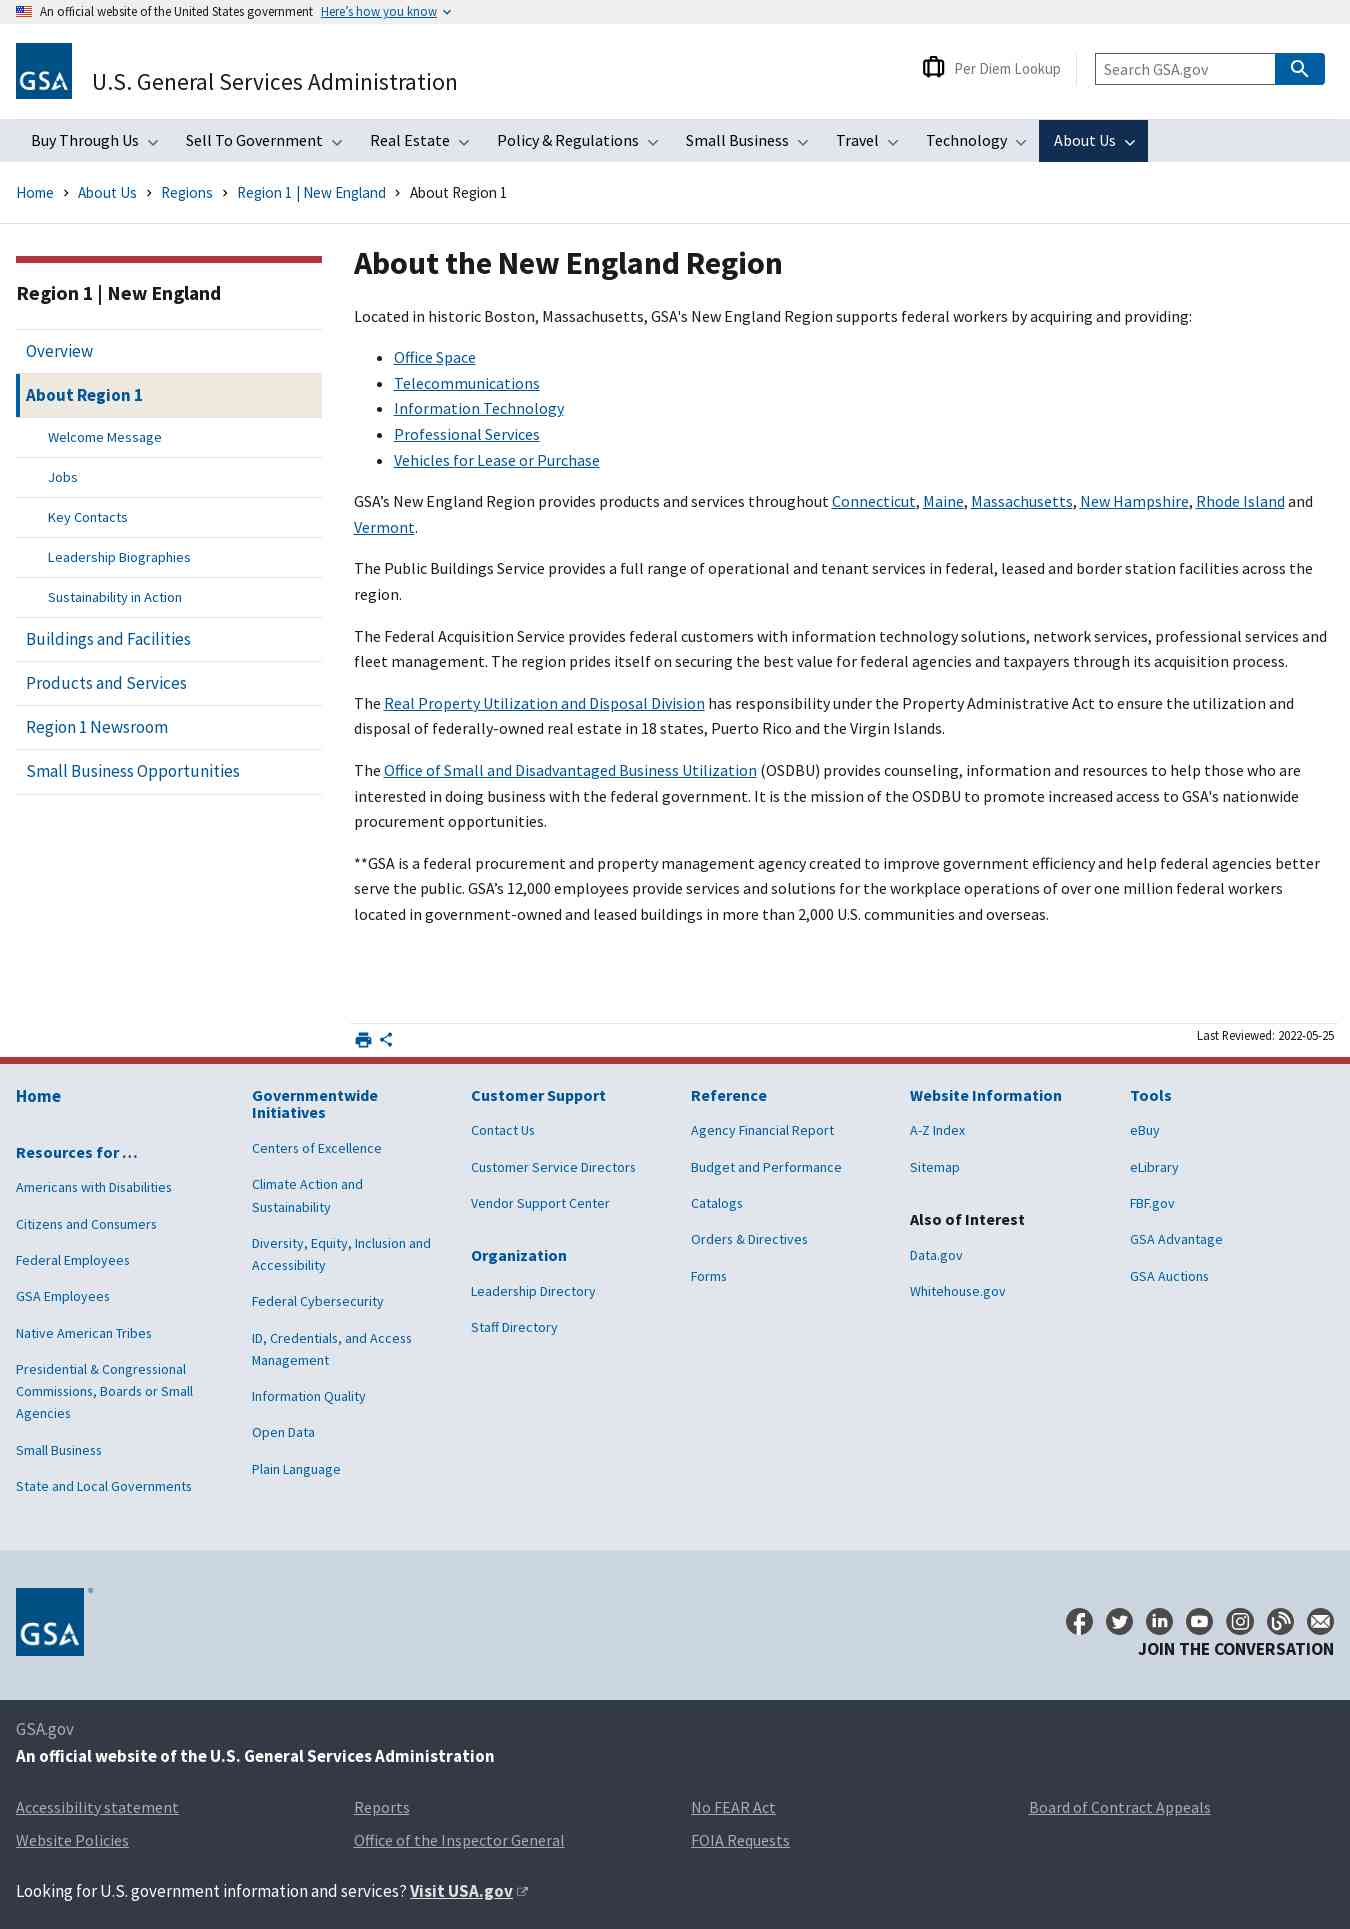 An official website of the United States government Here's how you know
GSA
U.S. General Services Administration
Per Diem Lookup
Search GSA.gov
Buy Through Us Sell To Government Real Estate Policy & Regulations Small Business Travel Technology About Us
Home > About Us > Regions > Region 1 | New England > About Region 1
Region 1 | New England
Overview
About Region 1
Welcome Message
Jobs
Key Contacts
Leadership Biographies
Sustainability in Action
Buildings and Facilities
Products and Services
Region 1 Newsroom
Small Business Opportunities
About the New England Region
Located in historic Boston, Massachusetts, GSA's New England Region supports federal workers by acquiring and providing:
• Office Space
• Telecommunications
• Information Technology
• Professional Services
• Vehicles for Lease or Purchase
GSA’s New England Region provides products and services throughout Connecticut, Maine, Massachusetts, New Hampshire, Rhode Island and
Vermont.
The Public Buildings Service provides a full range of operational and tenant services in federal, leased and border station facilities across the
region.
The Federal Acquisition Service provides federal customers with information technology solutions, network services, professional services and
fleet management. The region prides itself on securing the best value for federal agencies and taxpayers through its acquisition process.
The Real Property Utilization and Disposal Division has responsibility under the Property Administrative Act to ensure the utilization and
disposal of federally-owned real estate in 18 states, Puerto Rico and the Virgin Islands.
The Office of Small and Disadvantaged Business Utilization (OSDBU) provides counseling, information and resources to help those who are
interested in doing business with the federal government. It is the mission of the OSDBU to promote increased access to GSA's nationwide
procurement opportunities.
**GSA is a federal procurement and property management agency created to improve government efficiency and help federal agencies better
serve the public. GSA’s 12,000 employees provide services and solutions for the workplace operations of over one million federal workers
located in government-owned and leased buildings in more than 2,000 U.S. communities and overseas.
Last Reviewed: 2022-05-25
Home
Resources for …
Americans with Disabilities
Citizens and Consumers
Federal Employees
GSA Employees
Native American Tribes
Presidential & Congressional
Commissions, Boards or Small
Agencies
Small Business
State and Local Governments
Governmentwide
Initiatives
Centers of Excellence
Climate Action and
Sustainability
Diversity, Equity, Inclusion and
Accessibility
Federal Cybersecurity
ID, Credentials, and Access
Management
Information Quality
Open Data
Plain Language
Customer Support
Contact Us
Customer Service Directors
Vendor Support Center
Organization
Leadership Directory
Staff Directory
Reference
Agency Financial Report
Budget and Performance
Catalogs
Orders & Directives
Forms
Website Information
A-Z Index
Sitemap
Also of Interest
Data.gov
Whitehouse.gov
Tools
eBuy
eLibrary
FBF.gov
GSA Advantage
GSA Auctions
GSA®
JOIN THE CONVERSATION
GSA.gov
An official website of the U.S. General Services Administration
Accessibility statement Reports No FEAR Act Board of Contract Appeals
Website Policies Office of the Inspector General FOIA Requests
Looking for U.S. government information and services? Visit USA.gov